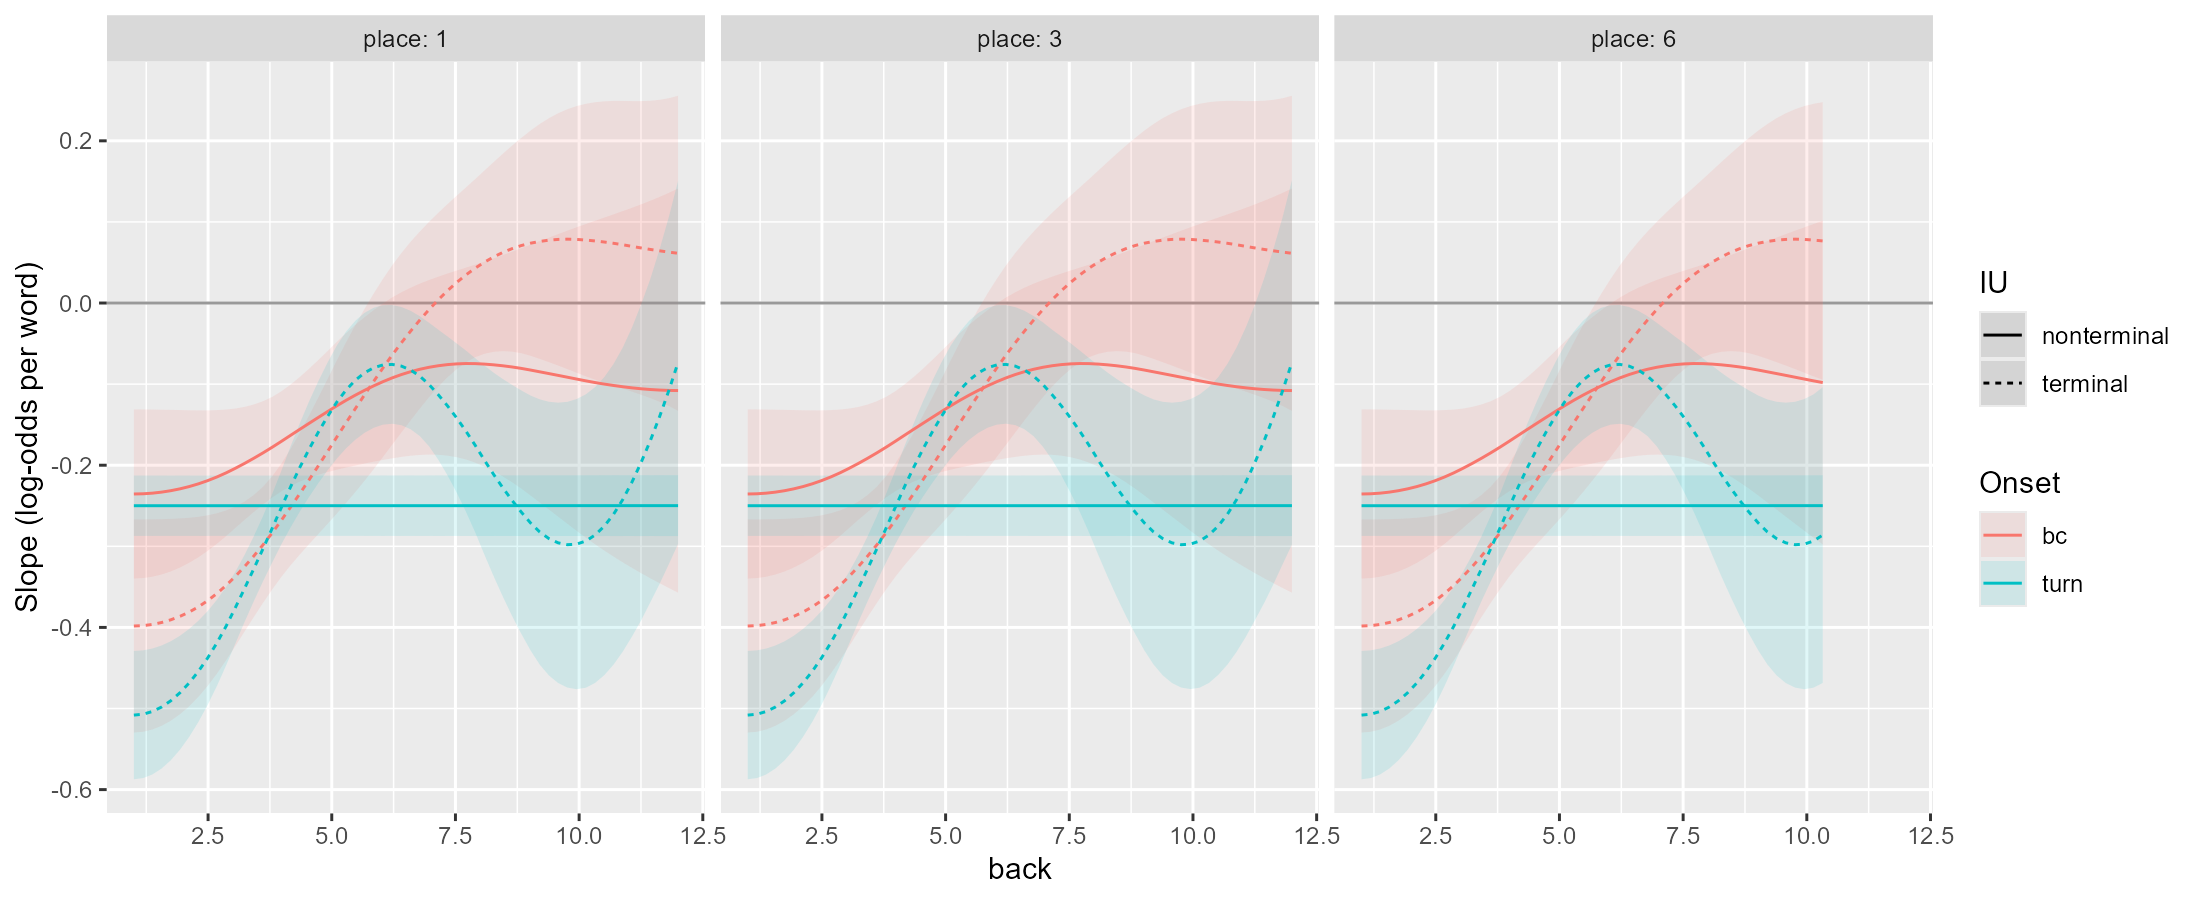 place: 1
place: 3
place: 6
Slope (log-odds per word)
0.2
0.0
-0.2
-0.4
-0.6
2.5 5.0 7.5 10.0 12.5
2.5 5.0 7.5 10.0 12.5
2.5 5.0 7.5 10.0 12.5
back
IU
nonterminal
terminal
Onset
bc
turn